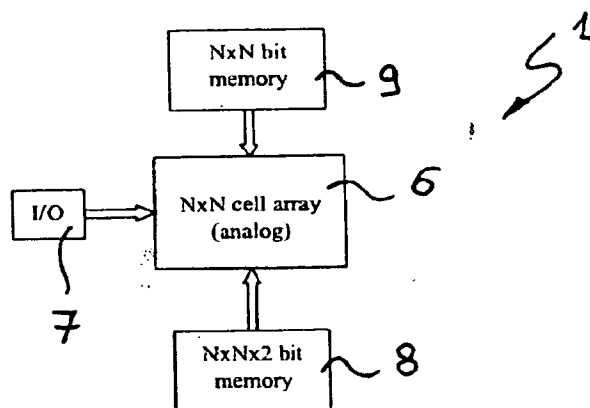 1
NxN bit
memory
9
6
I/O
NxN cell array
(analog)
7
NxNx2 bit
memory
8